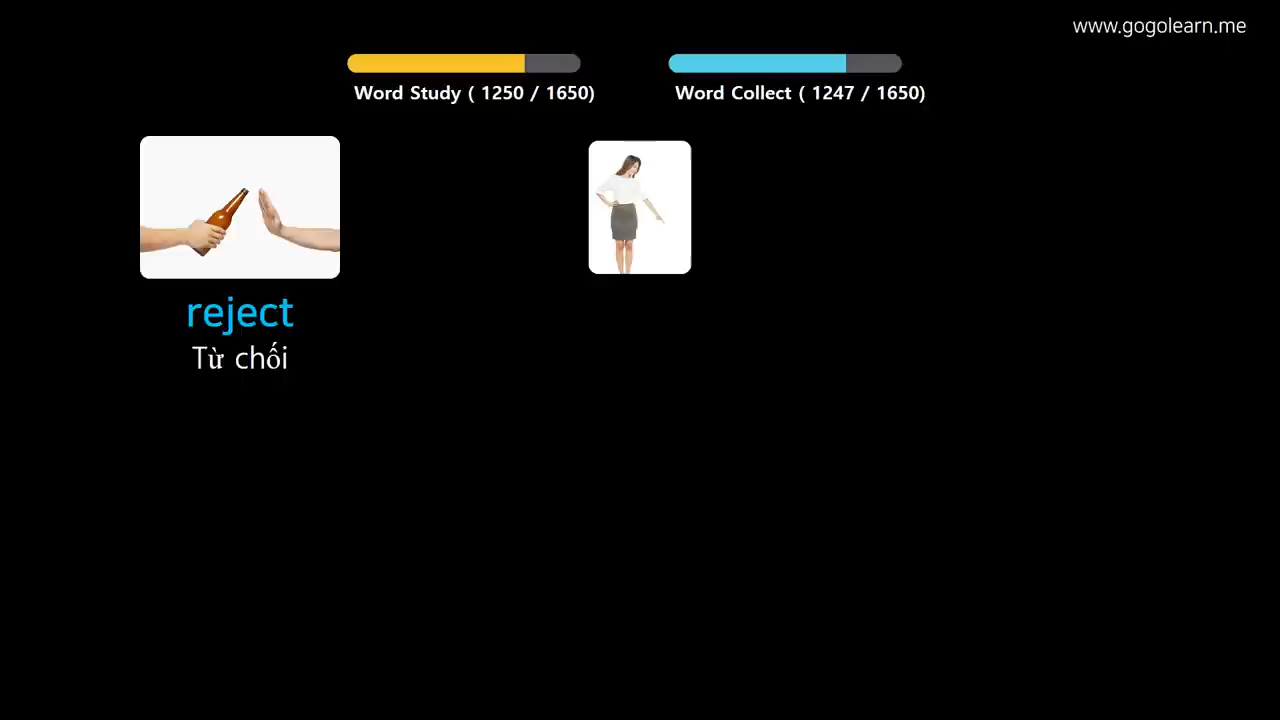 www.gogolearn.me
Word Study ( 1250 / 1650)
Word Collect ( 1247 / 1650)
reject
Từ chối